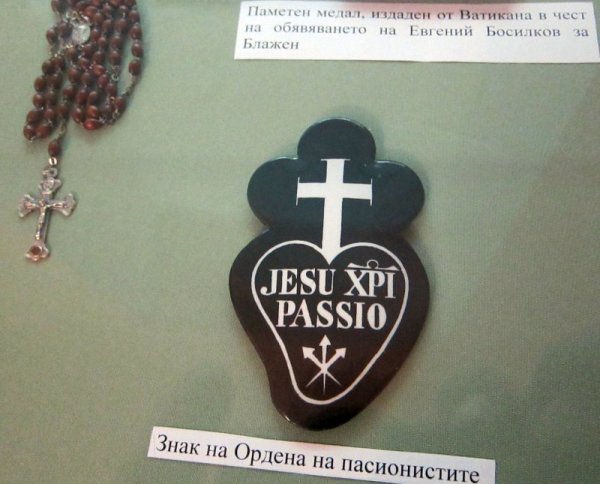 Паметен медал, издаден от Ватикана в чест
на обявяването на Евгений Босилков за
Блажен
JESU XPI
PASSIO
Знак на Ордена на пасионистите